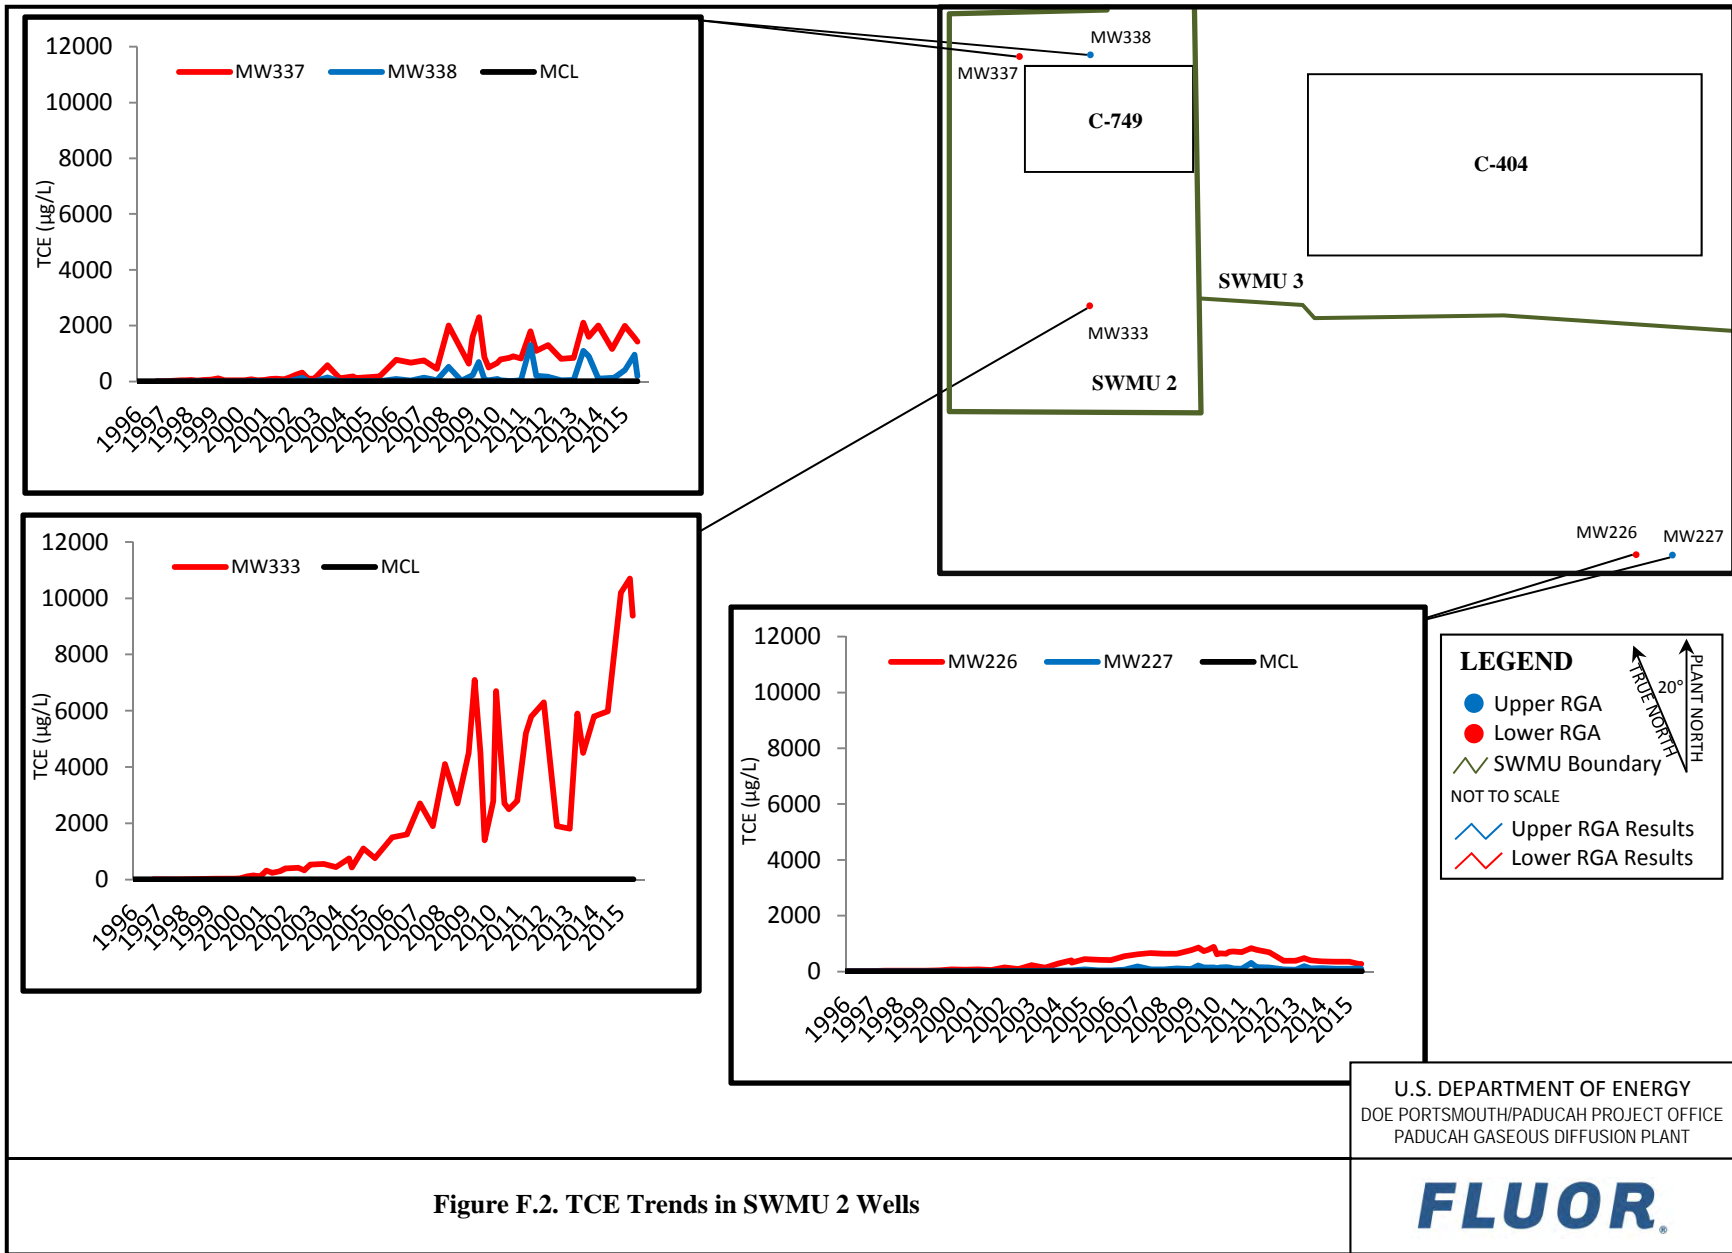 12000
10000
8000
6000
4000
2000
0
TCE (µg/L)
MW337 MW338 MCL
1996 1997 1998 1999 2000 2001 2002 2003 2004 2005 2006 2007 2008 2009 2010 2011 2012 2013 2014 2015
MW338
MW337
C-749
C-404
SWMU 3
MW333
SWMU 2
MW226
MW227
12000
10000
8000
6000
4000
2000
0
TCE (µg/L)
MW333 MCL
1996 1997 1998 1999 2000 2001 2002 2003 2004 2005 2006 2007 2008 2009 2010 2011 2012 2013 2014 2015
12000
10000
8000
6000
4000
2000
0
TCE (µg/L)
MW226 MW227 MCL
1996 1997 1998 1999 2000 2001 2002 2003 2004 2005 2006 2007 2008 2009 2010 2011 2012 2013 2014 2015
LEGEND
Upper RGA
Lower RGA
SWMU Boundary
NOT TO SCALE
Upper RGA Results
Lower RGA Results
TRUE NORTH
20°
PLANT NORTH
U.S. DEPARTMENT OF ENERGY
DOE PORTSMOUTH/PADUCAH PROJECT OFFICE
PADUCAH GASEOUS DIFFUSION PLANT
Figure F.2. TCE Trends in SWMU 2 Wells
FLUOR®